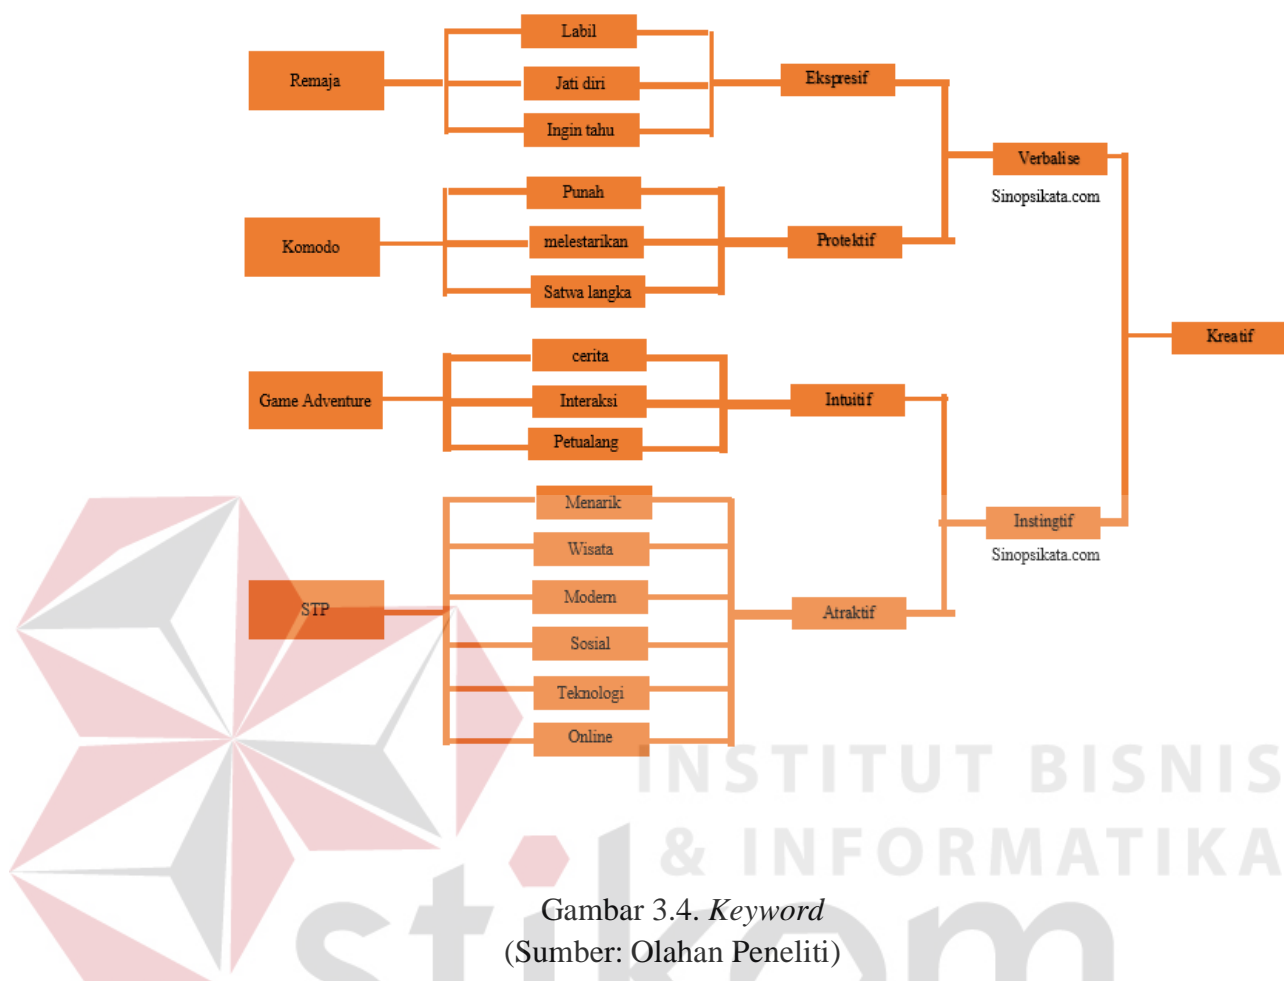 Remaja
Labil
Jati diri
Ingin tahu
Ekspresif
Komodo
Punah
melestarikan
Satwa langka
Protektif
Verbalise
Sinopsikata.com
Game Adventure
cerita
Interaksi
Petualang
Intuitif
STP
Menarik
Wisata
Modern
Sosial
Teknologi
Online
Atraktif
Instingtif
Sinopsikata.com
Kreatif
INSTITUT BISNIS
& INFORMATIKA
stikom
Gambar 3.4. Keyword
(Sumber: Olahan Peneliti)